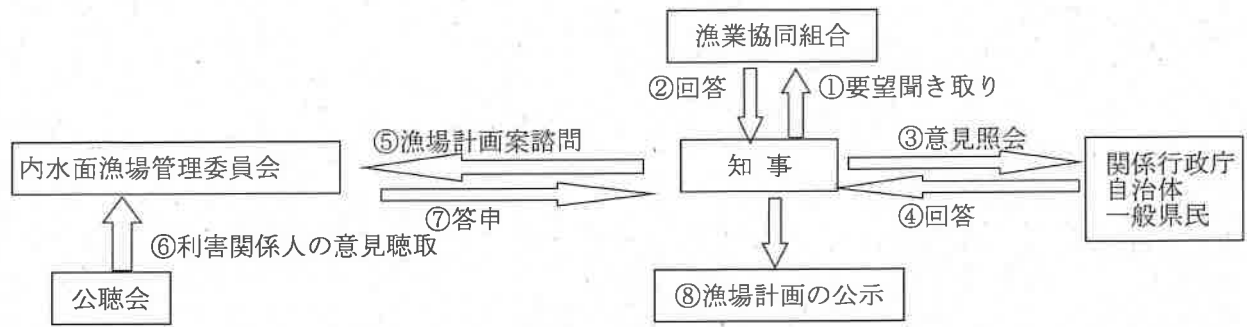 漁業協同組合
②回答
①要望聞き取り
⑤漁場計画案諮問
③意見照会
内水面漁場管理委員会
知 事
関係行政庁
自治体
一般県民
⑦答申
④回答
⑥利害関係人の意見聴取
公聴会
⑧漁場計画の公示